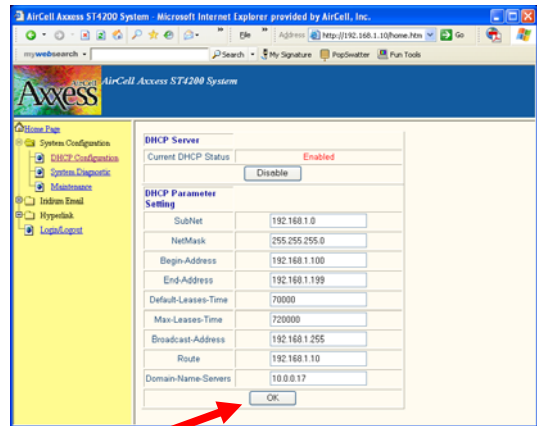 AirCell Axxess ST4200 System - Microsoft Internet Explorer provided by AirCell, Inc.
File
Address http://192.168.1.10/home.htm Go
mywebsearch Search My Signature PopSwatter Fun Tools
Aircell
Axxess
AirCell Axxess ST4200 System
Home Page
System Configuration
DHCP Configuration
System Diagnostic
Maintenance
Iridium Email
Hyperlink
Login/Logout
DHCP Server
Current DHCP Status Enabled
Disable
DHCP Parameter
Setting
SubNet 192.168.1.0
NetMask 255.255.255.0
Begin-Address 192.168.1.100
End-Address 192.168.1.199
Default-Leases-Time 70000
Max-Leases-Time 720000
Broadcast-Address 192.168.1.255
Route 192.168.1.10
Domain-Name-Servers 10.0.0.17
OK